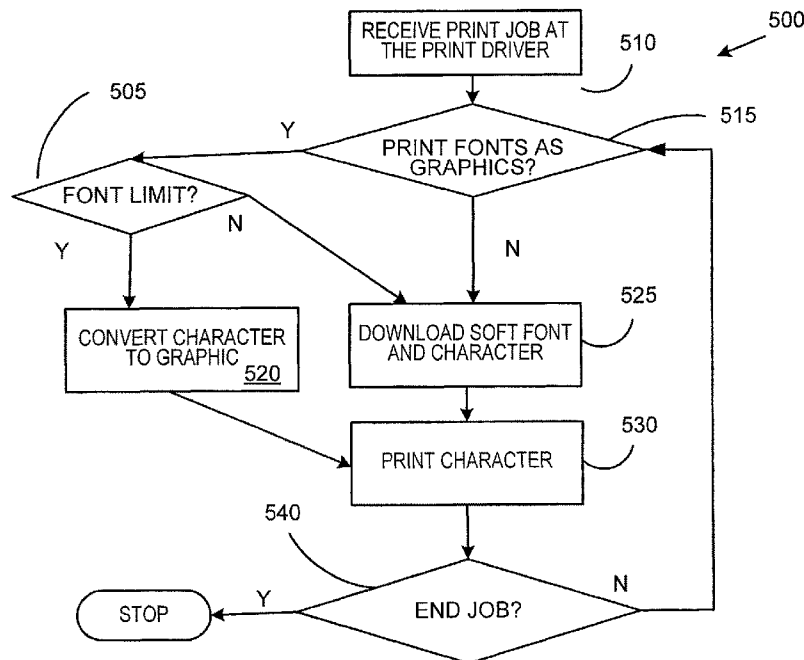 RECEIVE PRINT JOB AT
THE PRINT DRIVER
500
510
505
515
Y
PRINT FONTS AS
GRAPHICS?
FONT LIMIT?
N
Y
N
525
CONVERT CHARACTER
TO GRAPHIC 520
DOWNLOAD SOFT FONT
AND CHARACTER
530
PRINT CHARACTER
540
STOP
Y
END JOB?
N